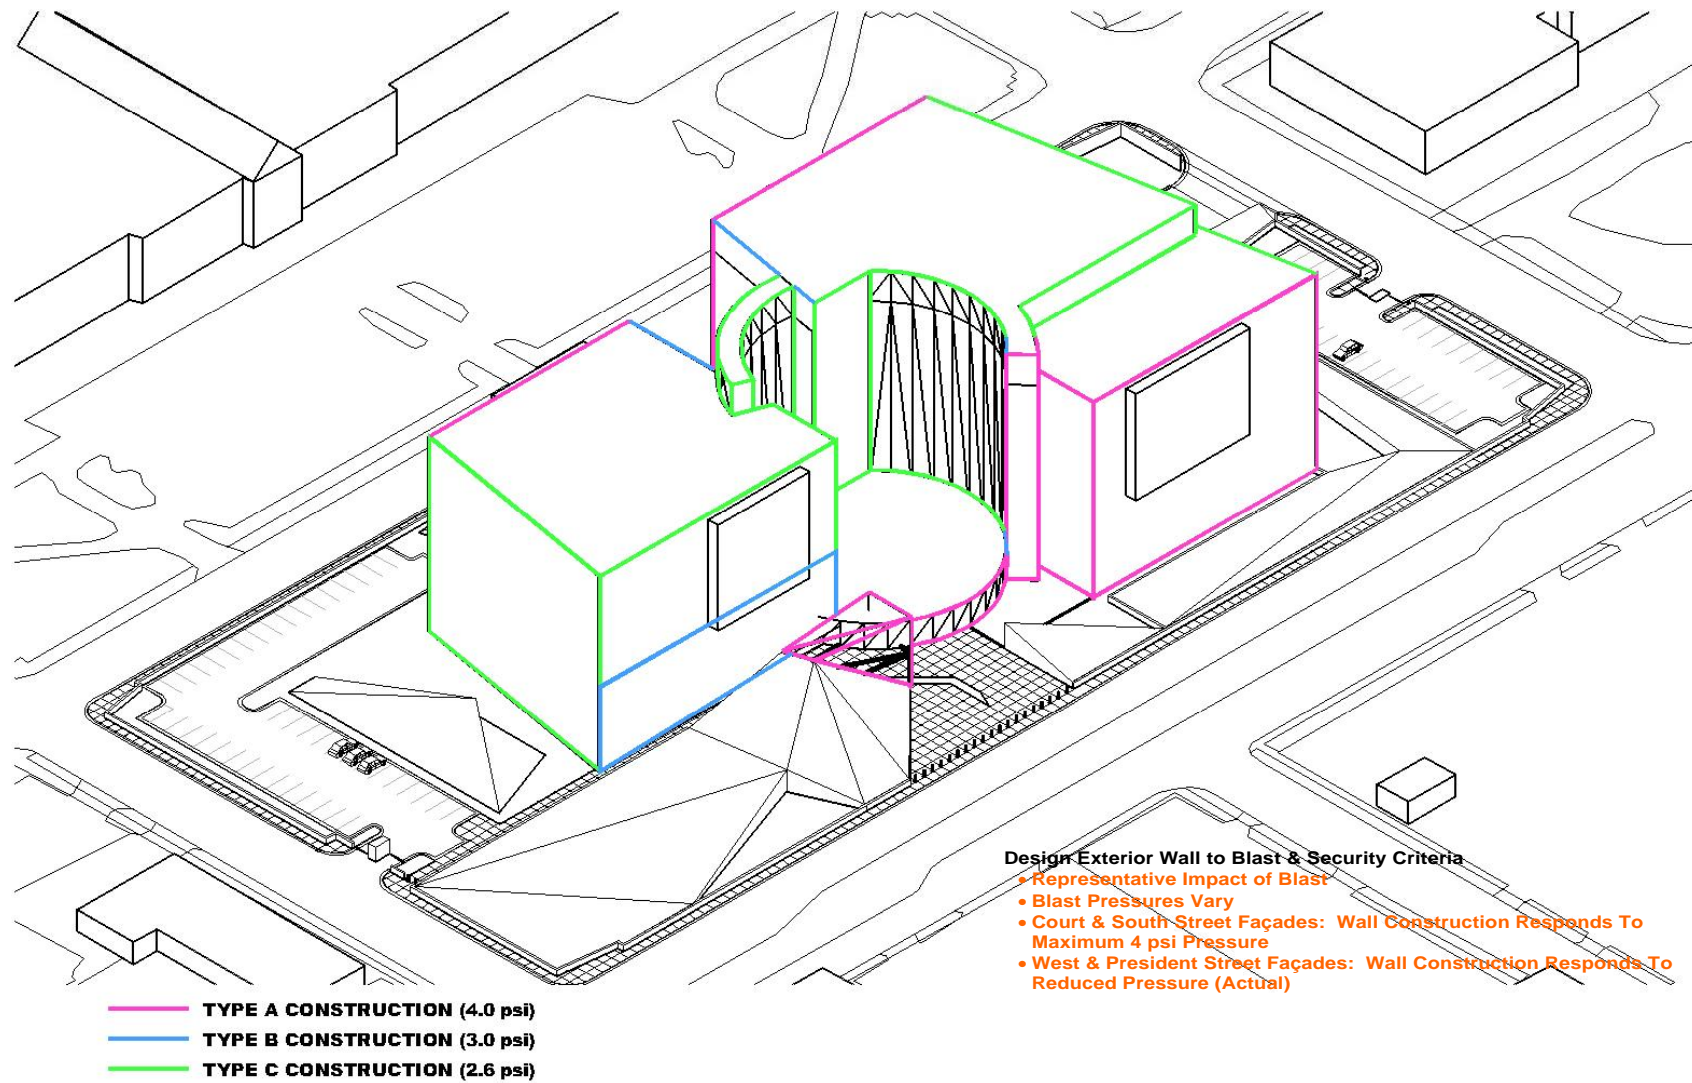 Design Exterior Wall to Blast & Security Criteria
• Representative Impact of Blast
• Blast Pressures Vary
• Court & South Street Façades: Wall Construction Responds To
Maximum 4 psi Pressure
• West & President Street Façades: Wall Construction Responds To
Reduced Pressure (Actual)
TYPE A CONSTRUCTION (4.0 psi)
TYPE B CONSTRUCTION (3.0 psi)
TYPE C CONSTRUCTION (2.6 psi)